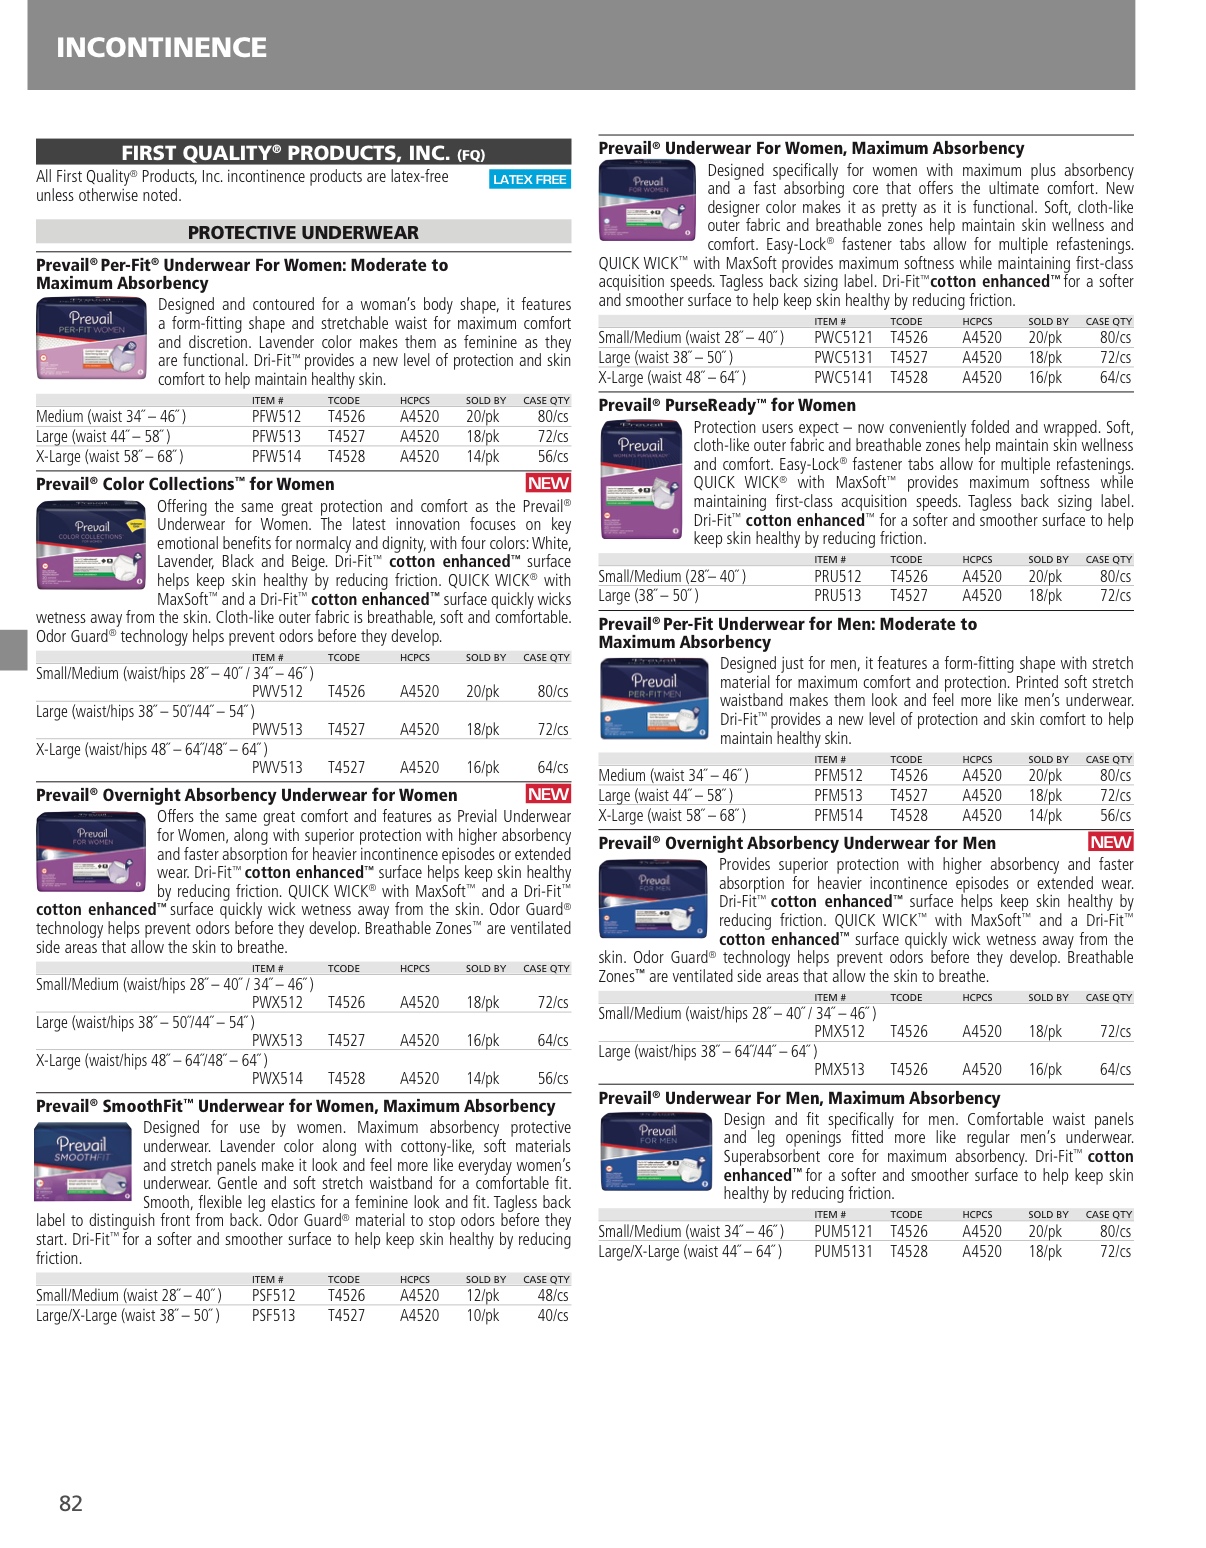 INCONTINENCE
FIRST QUALITY® PRODUCTS, INC. (FQ)
All First Quality® Products, Inc. incontinence products are latex-free
unless otherwise noted.
LATEX FREE
PROTECTIVE UNDERWEAR
Prevail® Per-Fit® Underwear For Women: Moderate to
Maximum Absorbency
Prevail
PER-FIT WOMEN
Designed and contoured for a woman's body shape, it features
a form-fitting shape and stretchable waist for maximum comfort
and discretion. Lavender color makes them as feminine as they
are functional. Dri-Fit™ provides a new level of protection and skin
comfort to help maintain healthy skin.
ITEM # TCODE HCPCS SOLD BY CASE QTY
Medium (waist 34˝ – 46˝ ) PFW512 T4526 A4520 20/pk 80/cs
Large (waist 44˝ – 58˝ ) PFW513 T4527 A4520 18/pk 72/cs
X-Large (waist 58˝ – 68˝ ) PFW514 T4528 A4520 14/pk 56/cs
Prevail® Color Collections™ for Women NEW
Prevail
COLOR COLLECTIONS
Offering the same great protection and comfort as the Prevail®
Underwear for Women. The latest innovation focuses on key
emotional benefits for normalcy and dignity, with four colors: White,
Lavender, Black and Beige. Dri-Fit™ cotton enhanced™ surface
helps keep skin healthy by reducing friction. QUICK WICK® with
MaxSoft™ and a Dri-Fit™ cotton enhanced™ surface quickly wicks
wetness away from the skin. Cloth-like outer fabric is breathable, soft and comfortable.
Odor Guard® technology helps prevent odors before they develop.
ITEM # TCODE HCPCS SOLD BY CASE QTY
Small/Medium (waist/hips 28˝ – 40˝ / 34˝ – 46˝ )
PWV512 T4526 A4520 20/pk 80/cs
Large (waist/hips 38˝ – 50˝/44˝ – 54˝ )
PWV513 T4527 A4520 18/pk 72/cs
X-Large (waist/hips 48˝ – 64˝/48˝ – 64˝ )
PWV513 T4527 A4520 16/pk 64/cs
Prevail® Overnight Absorbency Underwear for Women NEW
Prevail
FOR WOMEN
Offers the same great comfort and features as Previal Underwear
for Women, along with superior protection with higher absorbency
and faster absorption for heavier incontinence episodes or extended
wear. Dri-Fit™ cotton enhanced™ surface helps keep skin healthy
by reducing friction. QUICK WICK® with MaxSoft™ and a Dri-Fit™
cotton enhanced™ surface quickly wick wetness away from the skin. Odor Guard®
technology helps prevent odors before they develop. Breathable Zones™ are ventilated
side areas that allow the skin to breathe.
ITEM # TCODE HCPCS SOLD BY CASE QTY
Small/Medium (waist/hips 28˝ – 40˝ / 34˝ – 46˝ )
PWX512 T4526 A4520 18/pk 72/cs
Large (waist/hips 38˝ – 50˝/44˝ – 54˝ )
PWX513 T4527 A4520 16/pk 64/cs
X-Large (waist/hips 48˝ – 64˝/48˝ – 64˝ )
PWX514 T4528 A4520 14/pk 56/cs
Prevail® SmoothFit™ Underwear for Women, Maximum Absorbency
Prevail
SMOOTHFIT
Designed for use by women. Maximum absorbency protective
underwear. Lavender color along with cottony-like, soft materials
and stretch panels make it look and feel more like everyday women's
underwear. Gentle and soft stretch waistband for a comfortable fit.
Smooth, flexible leg elastics for a feminine look and fit. Tagless back
label to distinguish front from back. Odor Guard® material to stop odors before they
start. Dri-Fit™ for a softer and smoother surface to help keep skin healthy by reducing
friction.
ITEM # TCODE HCPCS SOLD BY CASE QTY
Small/Medium (waist 28˝ – 40˝ ) PSF512 T4526 A4520 12/pk 48/cs
Large/X-Large (waist 38˝ – 50˝ ) PSF513 T4527 A4520 10/pk 40/cs
Prevail® Underwear For Women, Maximum Absorbency
Prevail
FOR WOMEN
Designed specifically for women with maximum plus absorbency
and a fast absorbing core that offers the ultimate comfort. New
designer color makes it as pretty as it is functional. Soft, cloth-like
outer fabric and breathable zones help maintain skin wellness and
comfort. Easy-Lock® fastener tabs allow for multiple refastenings.
QUICK WICK™ with MaxSoft provides maximum softness while maintaining first-class
acquisition speeds. Tagless back sizing label. Dri-Fit™cotton enhanced™ for a softer
and smoother surface to help keep skin healthy by reducing friction.
ITEM # TCODE HCPCS SOLD BY CASE QTY
Small/Medium (waist 28˝ – 40˝ ) PWC5121 T4526 A4520 20/pk 80/cs
Large (waist 38˝ – 50˝ ) PWC5131 T4527 A4520 18/pk 72/cs
X-Large (waist 48˝ – 64˝ ) PWC5141 T4528 A4520 16/pk 64/cs
Prevail® PurseReady™ for Women
Prevail
Protection users expect – now conveniently folded and wrapped. Soft,
cloth-like outer fabric and breathable zones help maintain skin wellness
and comfort. Easy-Lock® fastener tabs allow for multiple refastenings.
QUICK WICK® with MaxSoft™ provides maximum softness while
maintaining first-class acquisition speeds. Tagless back sizing label.
Dri-Fit™ cotton enhanced™ for a softer and smoother surface to help
keep skin healthy by reducing friction.
ITEM # TCODE HCPCS SOLD BY CASE QTY
Small/Medium (28˝– 40˝ ) PRU512 T4526 A4520 20/pk 80/cs
Large (38˝ – 50˝ ) PRU513 T4527 A4520 18/pk 72/cs
Prevail® Per-Fit Underwear for Men: Moderate to
Maximum Absorbency
Prevail
PER-FIT MEN
Designed just for men, it features a form-fitting shape with stretch
material for maximum comfort and protection. Printed soft stretch
waistband makes them look and feel more like men's underwear.
Dri-Fit™ provides a new level of protection and skin comfort to help
maintain healthy skin.
ITEM # TCODE HCPCS SOLD BY CASE QTY
Medium (waist 34˝ – 46˝ ) PFM512 T4526 A4520 20/pk 80/cs
Large (waist 44˝ – 58˝ ) PFM513 T4527 A4520 18/pk 72/cs
X-Large (waist 58˝ – 68˝ ) PFM514 T4528 A4520 14/pk 56/cs
Prevail® Overnight Absorbency Underwear for Men NEW
Prevail
FOR MEN
Provides superior protection with higher absorbency and faster
absorption for heavier incontinence episodes or extended wear.
Dri-Fit™ cotton enhanced™ surface helps keep skin healthy by
reducing friction. QUICK WICK™ with MaxSoft™ and a Dri-Fit™
cotton enhanced™ surface quickly wick wetness away from the
skin. Odor Guard® technology helps prevent odors before they develop. Breathable
Zones™ are ventilated side areas that allow the skin to breathe.
ITEM # TCODE HCPCS SOLD BY CASE QTY
Small/Medium (waist/hips 28˝ – 40˝ / 34˝ – 46˝ )
PMX512 T4526 A4520 18/pk 72/cs
Large (waist/hips 38˝ – 64˝/44˝ – 64˝ )
PMX513 T4526 A4520 16/pk 64/cs
Prevail® Underwear For Men, Maximum Absorbency
Prevail
FOR MEN
Design and fit specifically for men. Comfortable waist panels
and leg openings fitted more like regular men's underwear.
Superabsorbent core for maximum absorbency. Dri-Fit™ cotton
enhanced™ for a softer and smoother surface to help keep skin
healthy by reducing friction.
ITEM # TCODE HCPCS SOLD BY CASE QTY
Small/Medium (waist 34˝ – 46˝ ) PUM5121 T4526 A4520 20/pk 80/cs
Large/X-Large (waist 44˝ – 64˝ ) PUM5131 T4528 A4520 18/pk 72/cs
82